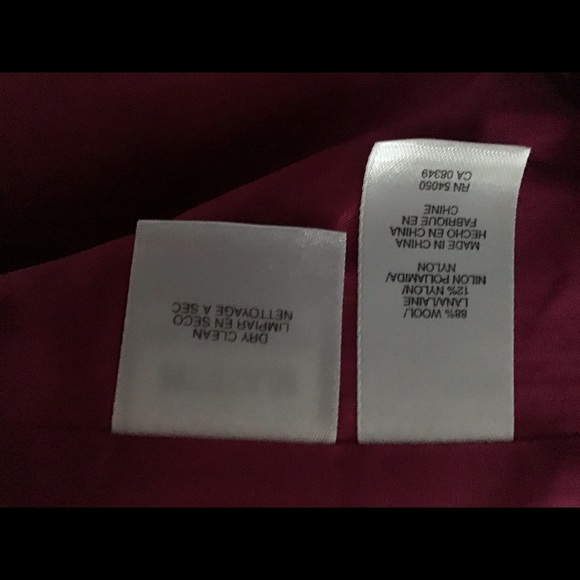 DRY CLEAN
LIMPIAR EN SECO
NETTOYAGE A SEC
88% WOOL/
LANA/LAINE
12% NYLON/
NILON POLIAMIDA/
NYLON
MADE IN CHINA
HECHO EN CHINA
FABRIQUE EN
CHINE
RN 54050
CA 08349